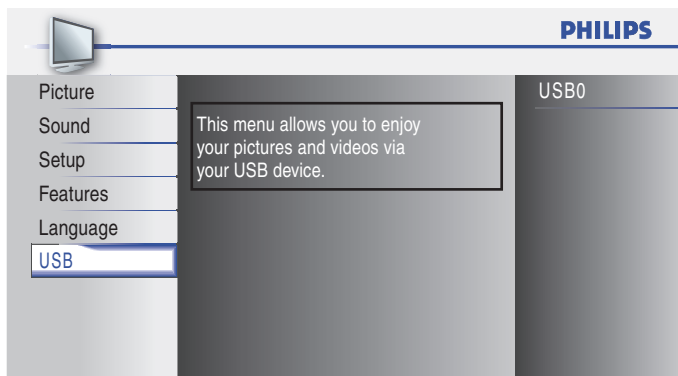 PHILIPS
Picture
Sound
Setup
Features
Language
USB
This menu allows you to enjoy
your pictures and videos via
your USB device.
USB0